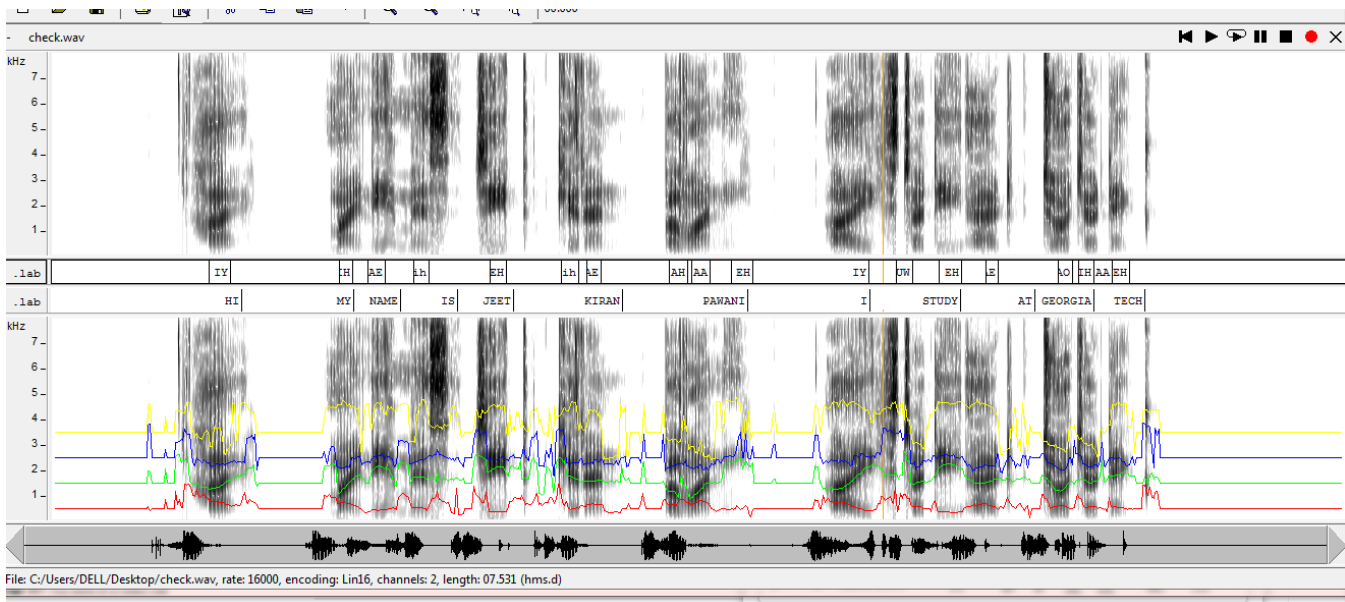 check.wav
kHz
7
6
5
4
3
2
1
.lab IY IH AE ih EH ih AE AH AA EH IY UW EH AE AO IH AA EH
.lab HI MY NAME IS JEET KIRAN PAWANI I STUDY AT GEORGIA TECH
kHz
7
6
5
4
3
2
1
File: C:/Users/DELL/Desktop/check.wav, rate: 16000, encoding: Lin16, channels: 2, length: 07.531 (hms.d)